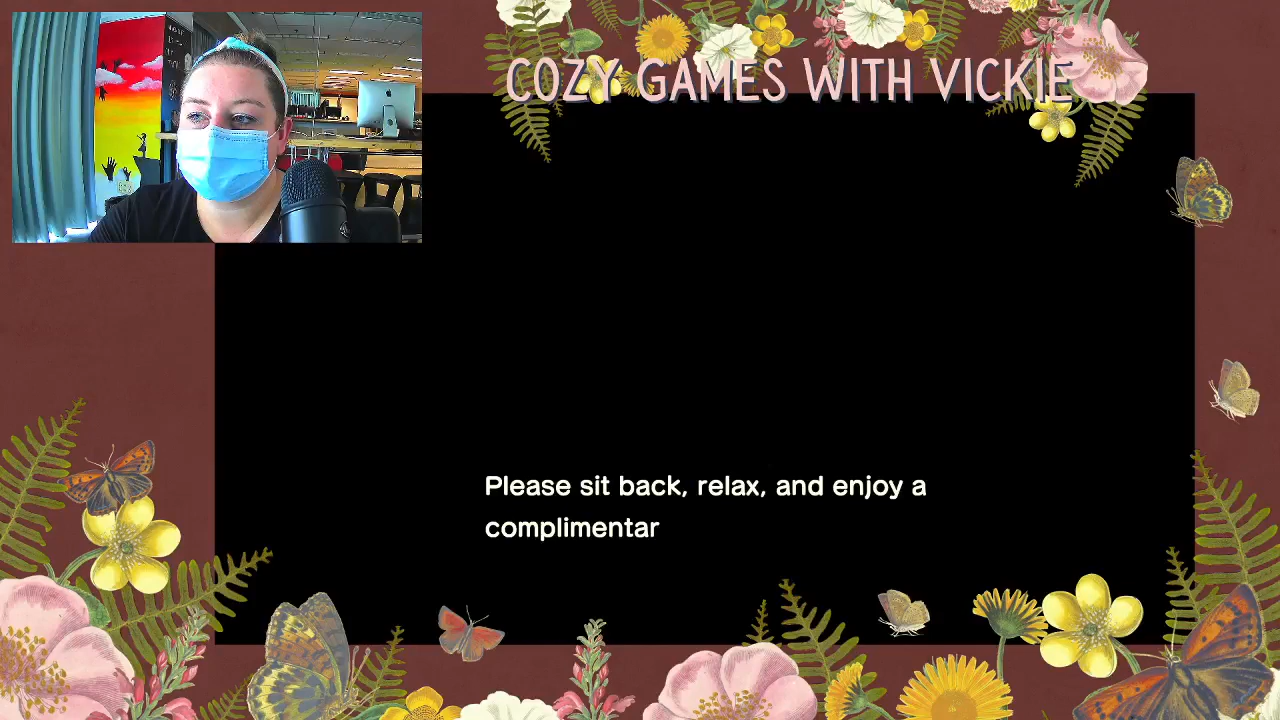 COZY GAMES WITH VICKIE
Please sit back, relax, and enjoy a
complimentar